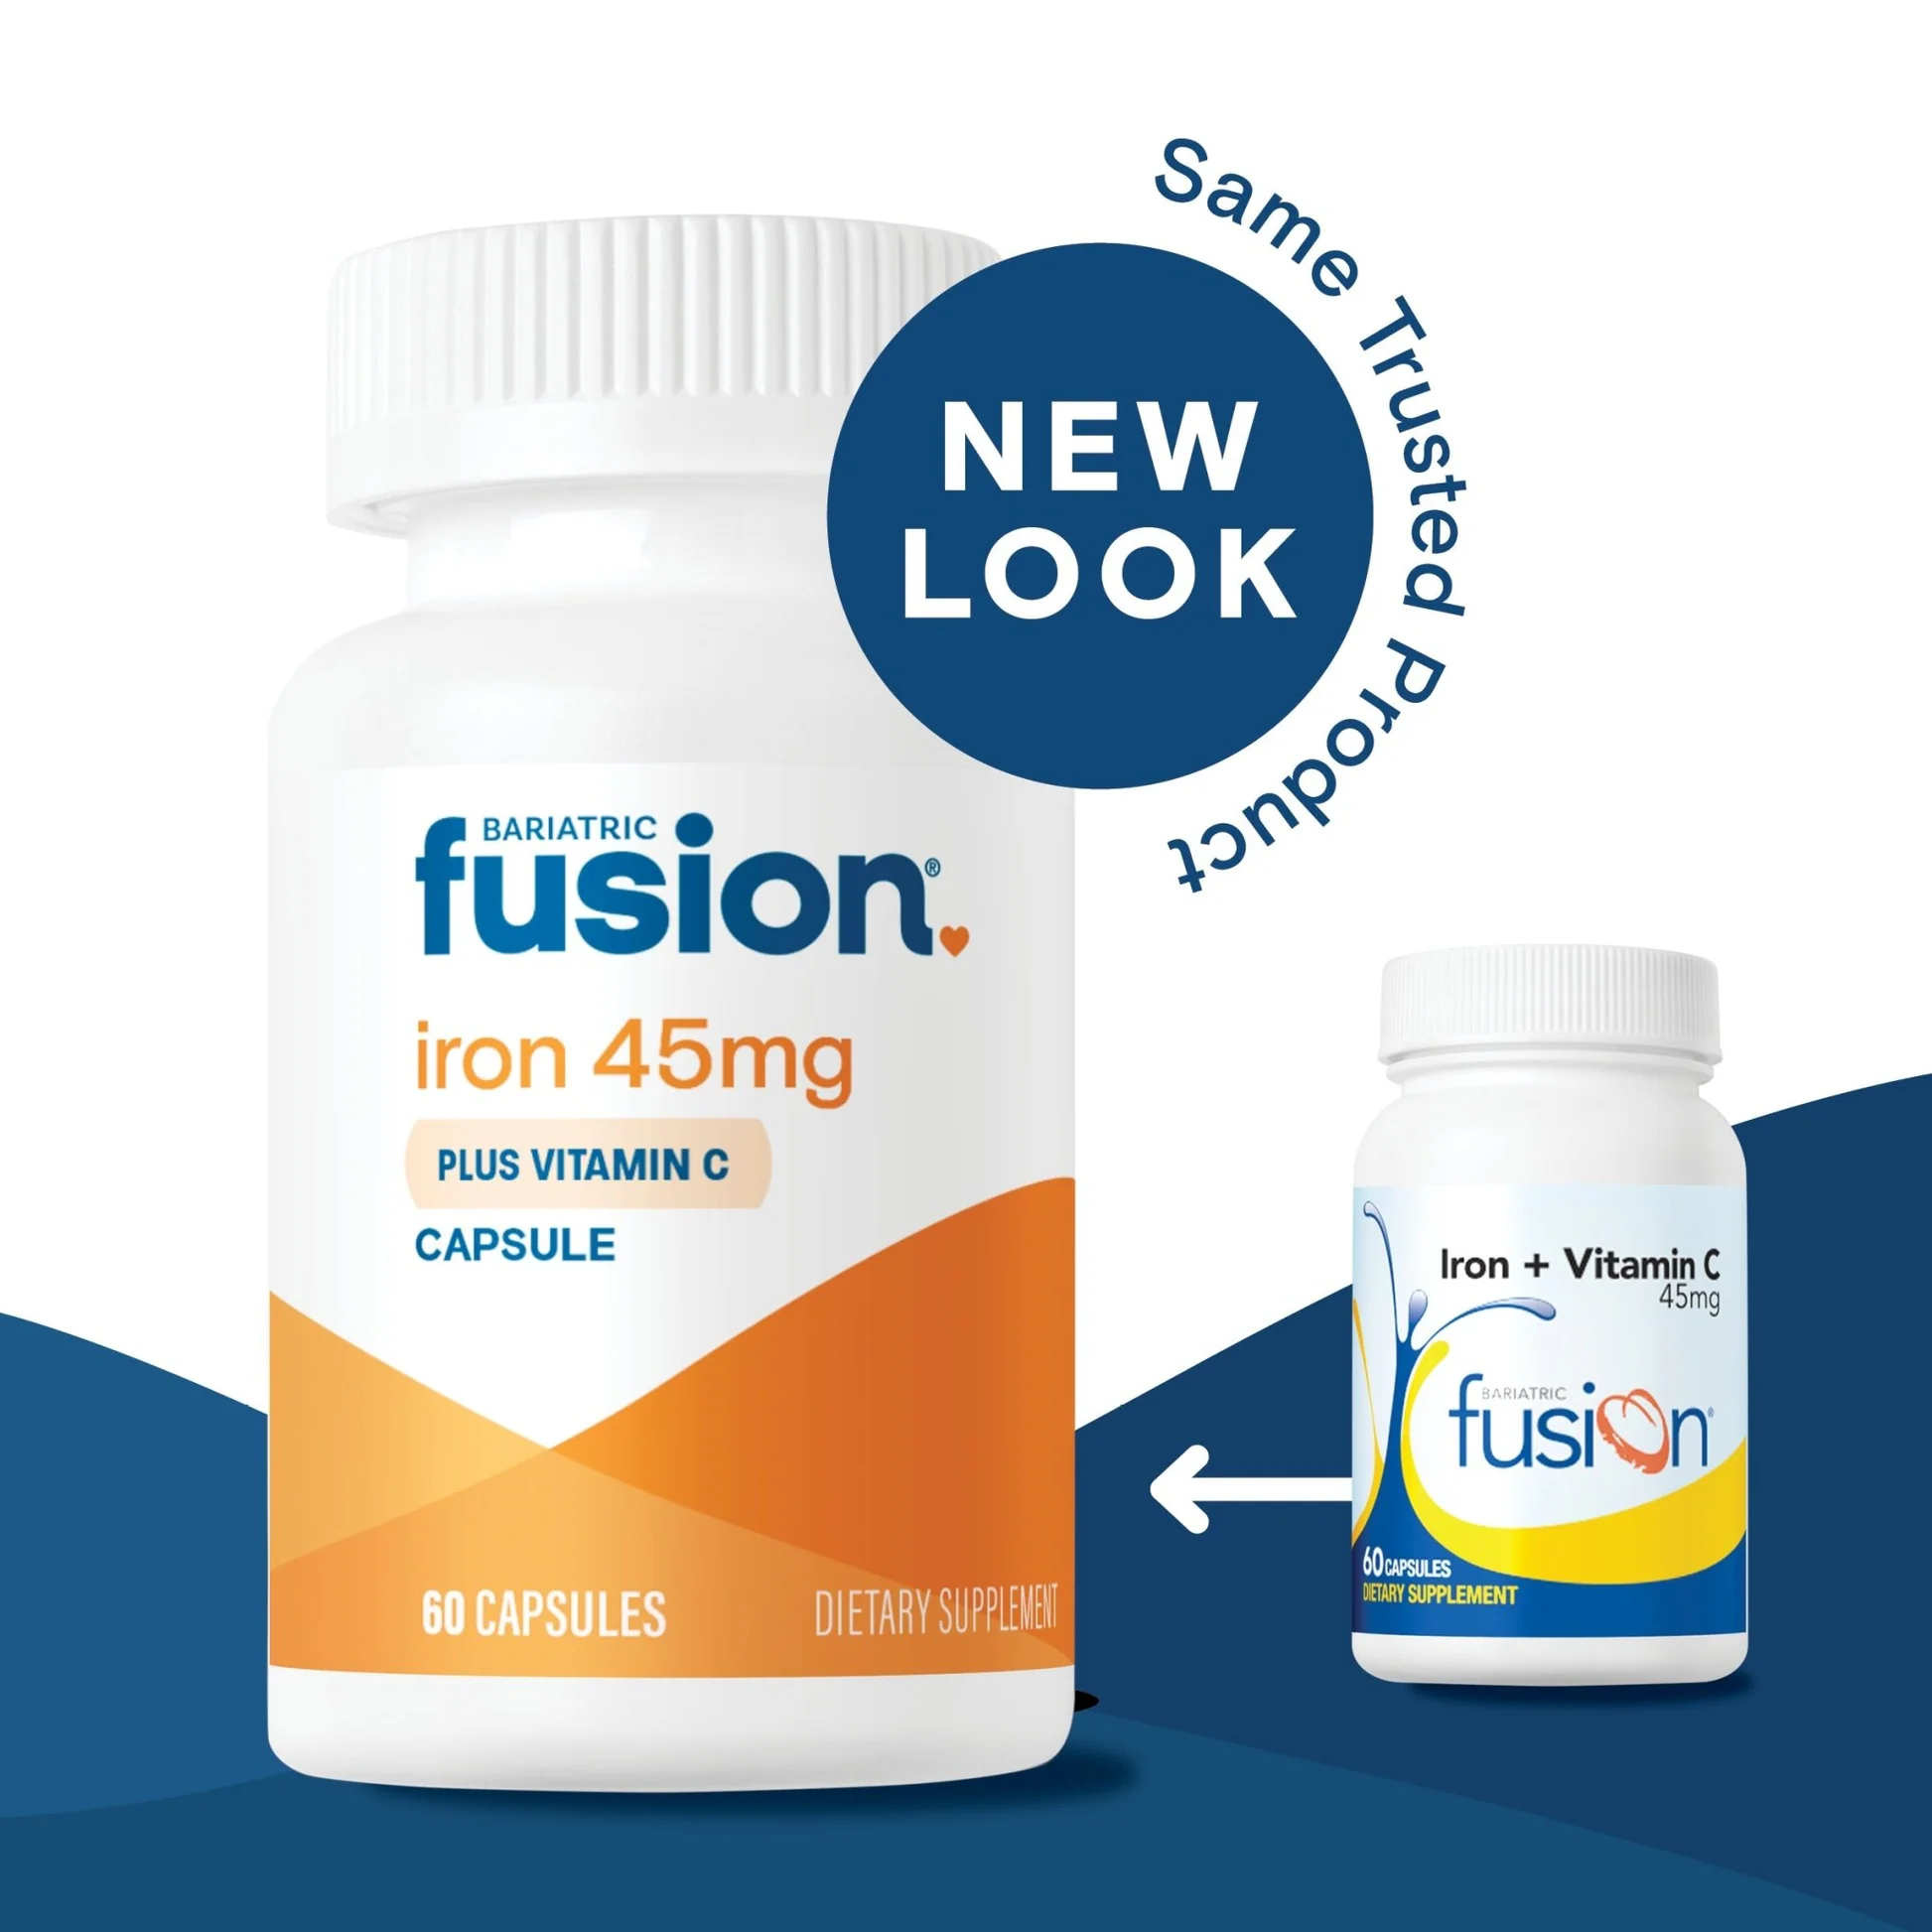 Same Trusted Product
NEW
LOOK
BARIATRIC
fusion®
iron 45mg
PLUS VITAMIN C
CAPSULE
60 CAPSULES
DIETARY SUPPLEMENT
Iron + Vitamin C
45mg
BARIATRIC
fusion®
60 CAPSULES
DIETARY SUPPLEMENT